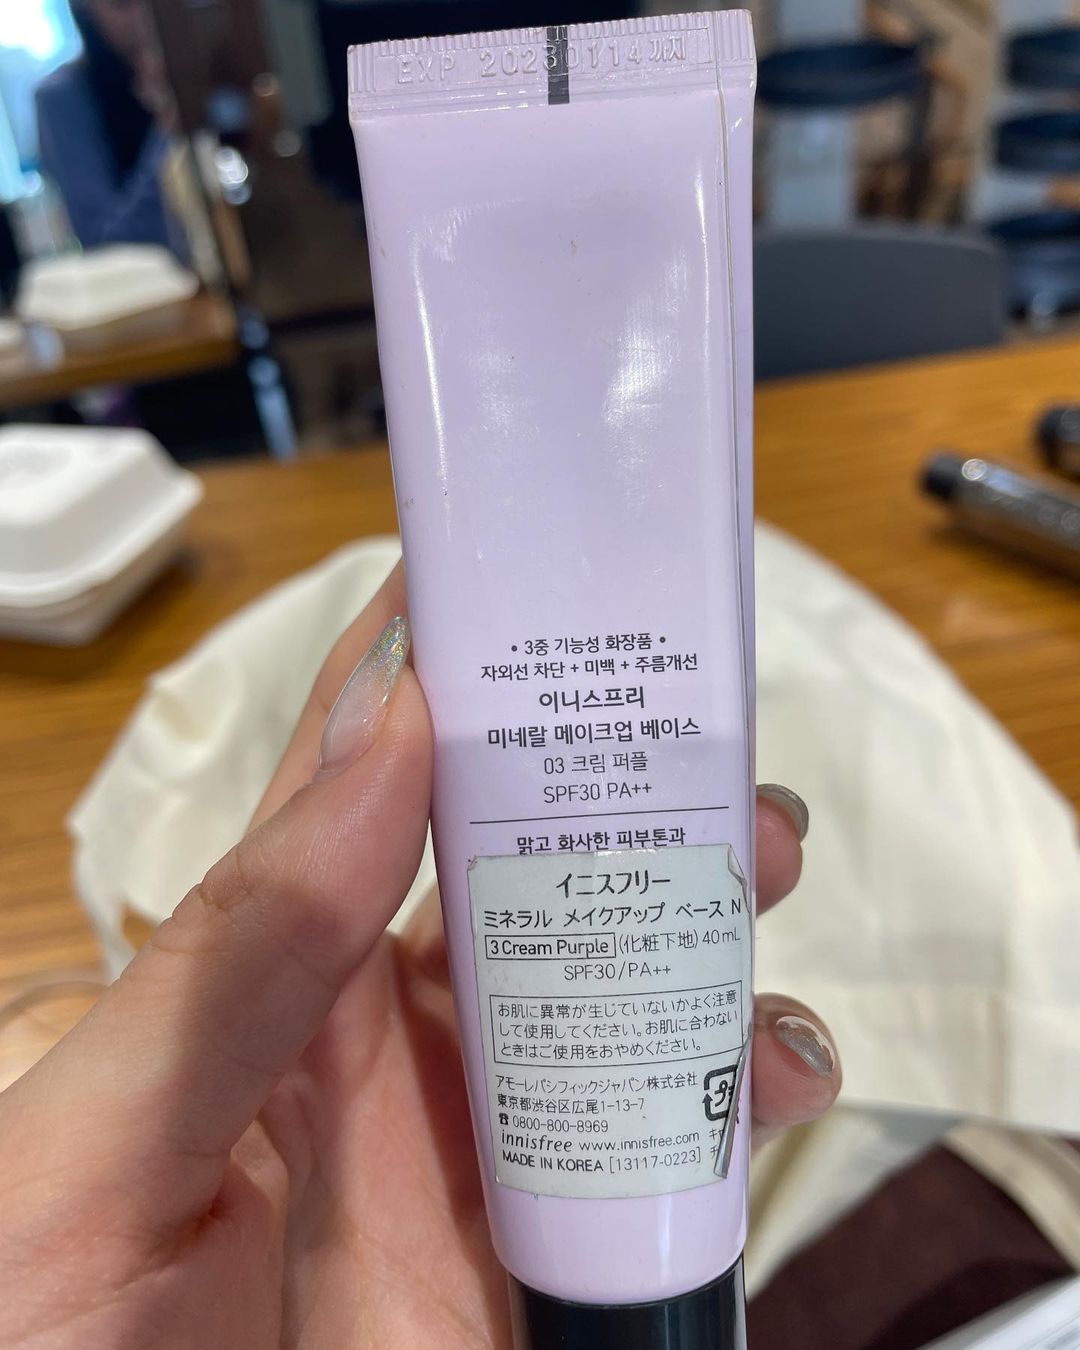 EXP 20230114까지
• 3중 기능성 화장품 •
자외선 차단 + 미백 + 주름개선
이니스프리
미네랄 메이크업 베이스
03 크림 퍼플
SPF30 PA++
맑고 화사한 피부톤과
イニスフリー
ミネラル メイクアップ ベース N
3 Cream Purple (化粧下地) 40mL
SPF30/PA++
お肌に異常が生じていないかよく注意
して使用してください。お肌に合わない
ときはご使用をおやめください。
アモーレパシフィックジャパン株式会社
東京都渋谷区広尾1-13-7
☎ 0800-800-8969
innisfree www.innisfree.com
MADE IN KOREA [13117-0223]
プ